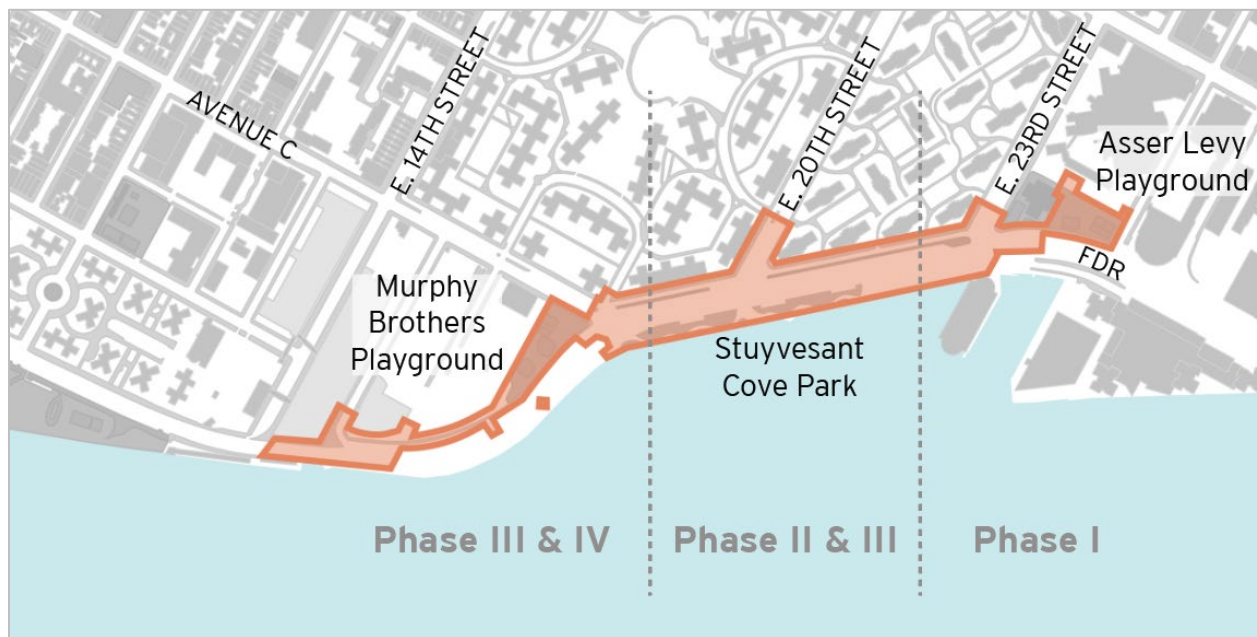 AVENUE C
E. 14TH STREET
E. 20TH STREET
E. 23RD STREET
Asser Levy
Playground
FDR
Murphy
Brothers
Playground
Stuyvesant
Cove Park
Phase III & IV
Phase II & III
Phase I